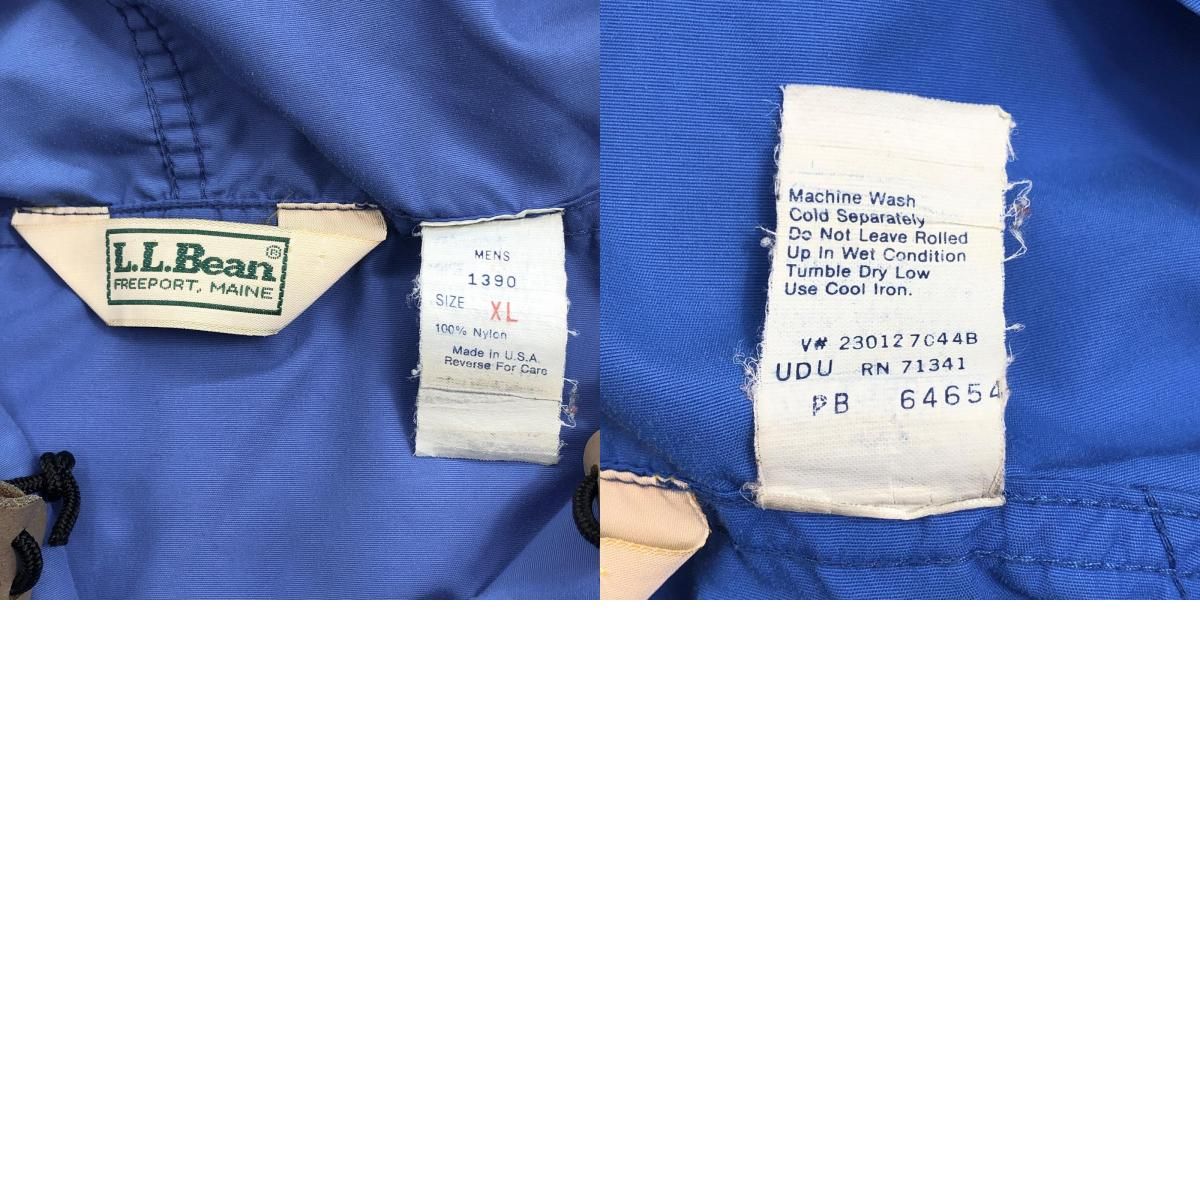 L.L.Bean®
FREEPORT, MAINE
MENS
1390
SIZE XL
100% Nylon
Made in U.S.A.
Reverse For Care
Machine Wash
Cold Separately
Do Not Leave Rolled
Up In Wet Condition
Tumble Dry Low
Use Cool Iron.
V# 230127044B
UDU RN 71341
PB 64654